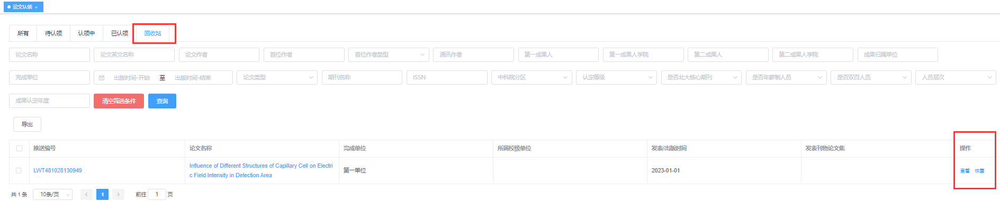 论文认领 ×
所有 待认领 认领中 已认领 回收站
论文名称 论文英文名称 论文作者 首位作者 首位作者类型 通讯作者 第一成果人 第一成果人学院 第二成果人 第二成果人学院 成果归属单位
完成单位 出版时间-开始 至 出版时间-结束 论文类型 期刊名称 ISSN 中科院分区 认定等级 是否北大核心期刊 是否年薪制人员 是否双百人员 人员层次
成果认定年度 清空筛选条件 查询
导出
推送编号 论文名称 完成单位 所属校级单位 发表/出版时间 发表刊物论文集 操作
LWT481028130949 Influence of Different Structures of Capillary Cell on Electri
c Field Intensity in Detection Area 第一单位 2023-01-01 查看 恢复
共 1 条 10条/页 1 前往 1 页